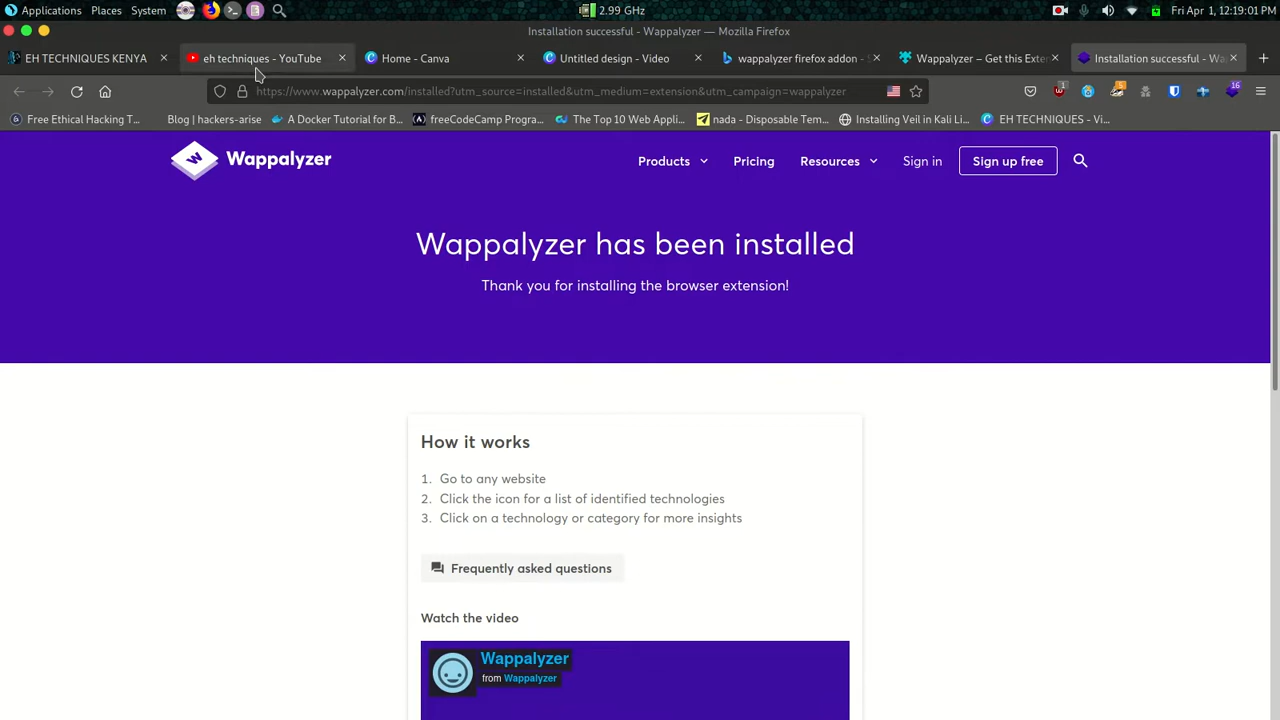 Applications Places System 2.99 GHz Fri Apr 1, 12:19:01 PM
Installation successful - Wappalyzer — Mozilla Firefox
EH TECHNIQUES KENYA eh techniques - YouTube Home - Canva Untitled design - Video wappalyzer firefox addon - Wappalyzer – Get this Exten Installation successful - Wap
https://www.wappalyzer.com/installed?utm_source=installed&utm_medium=extension&utm_campaign=wappalyzer 16
Free Ethical Hacking T... Blog | hackers-arise A Docker Tutorial for B... freeCodeCamp Progra... The Top 10 Web Appli... nada - Disposable Tem... Installing Veil in Kali Li... EH TECHNIQUES - Vi...
Wappalyzer Products Pricing Resources Sign in Sign up free
Wappalyzer has been installed
Thank you for installing the browser extension!
How it works
1. Go to any website
2. Click the icon for a list of identified technologies
3. Click on a technology or category for more insights
Frequently asked questions
Watch the video
Wappalyzer
from Wappalyzer